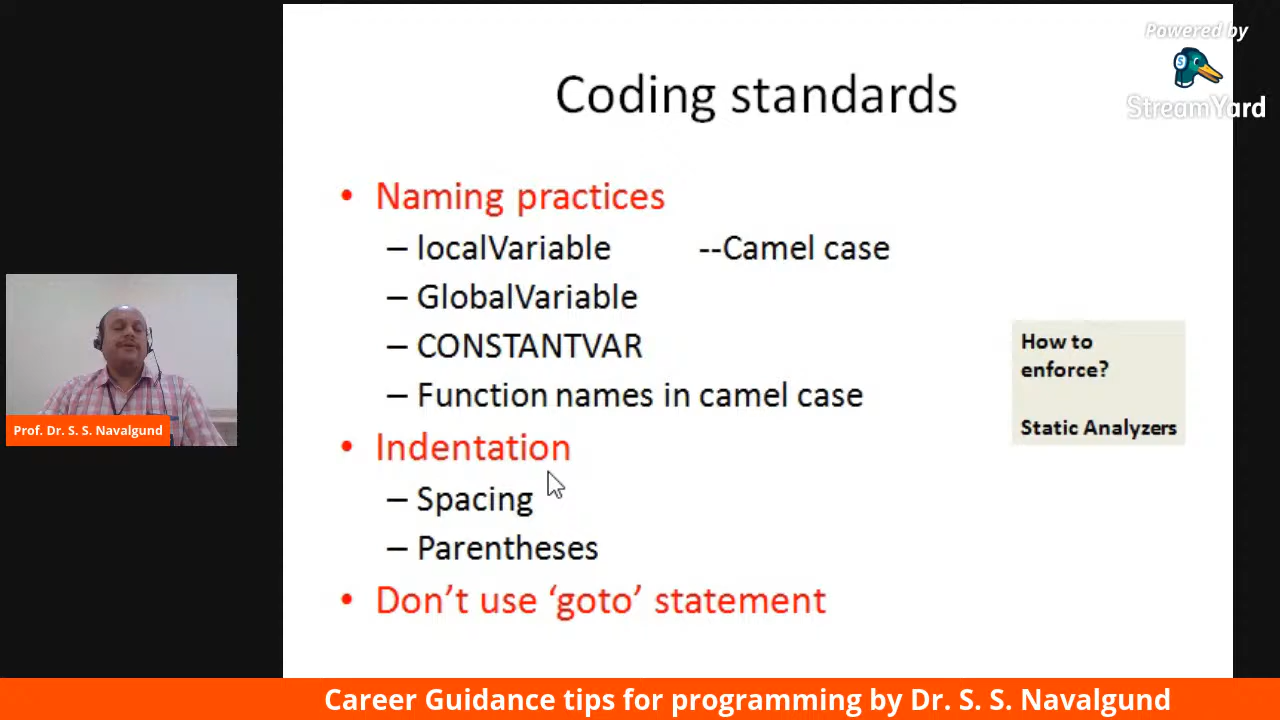 Powered by
StreamYard
Coding standards
• Naming practices
– localVariable --Camel case
– GlobalVariable
– CONSTANTVAR
– Function names in camel case
• Indentation
– Spacing
– Parentheses
• Don’t use ‘goto’ statement
How to
enforce?
Static Analyzers
Prof. Dr. S. S. Navalgund
Career Guidance tips for programming by Dr. S. S. Navalgund